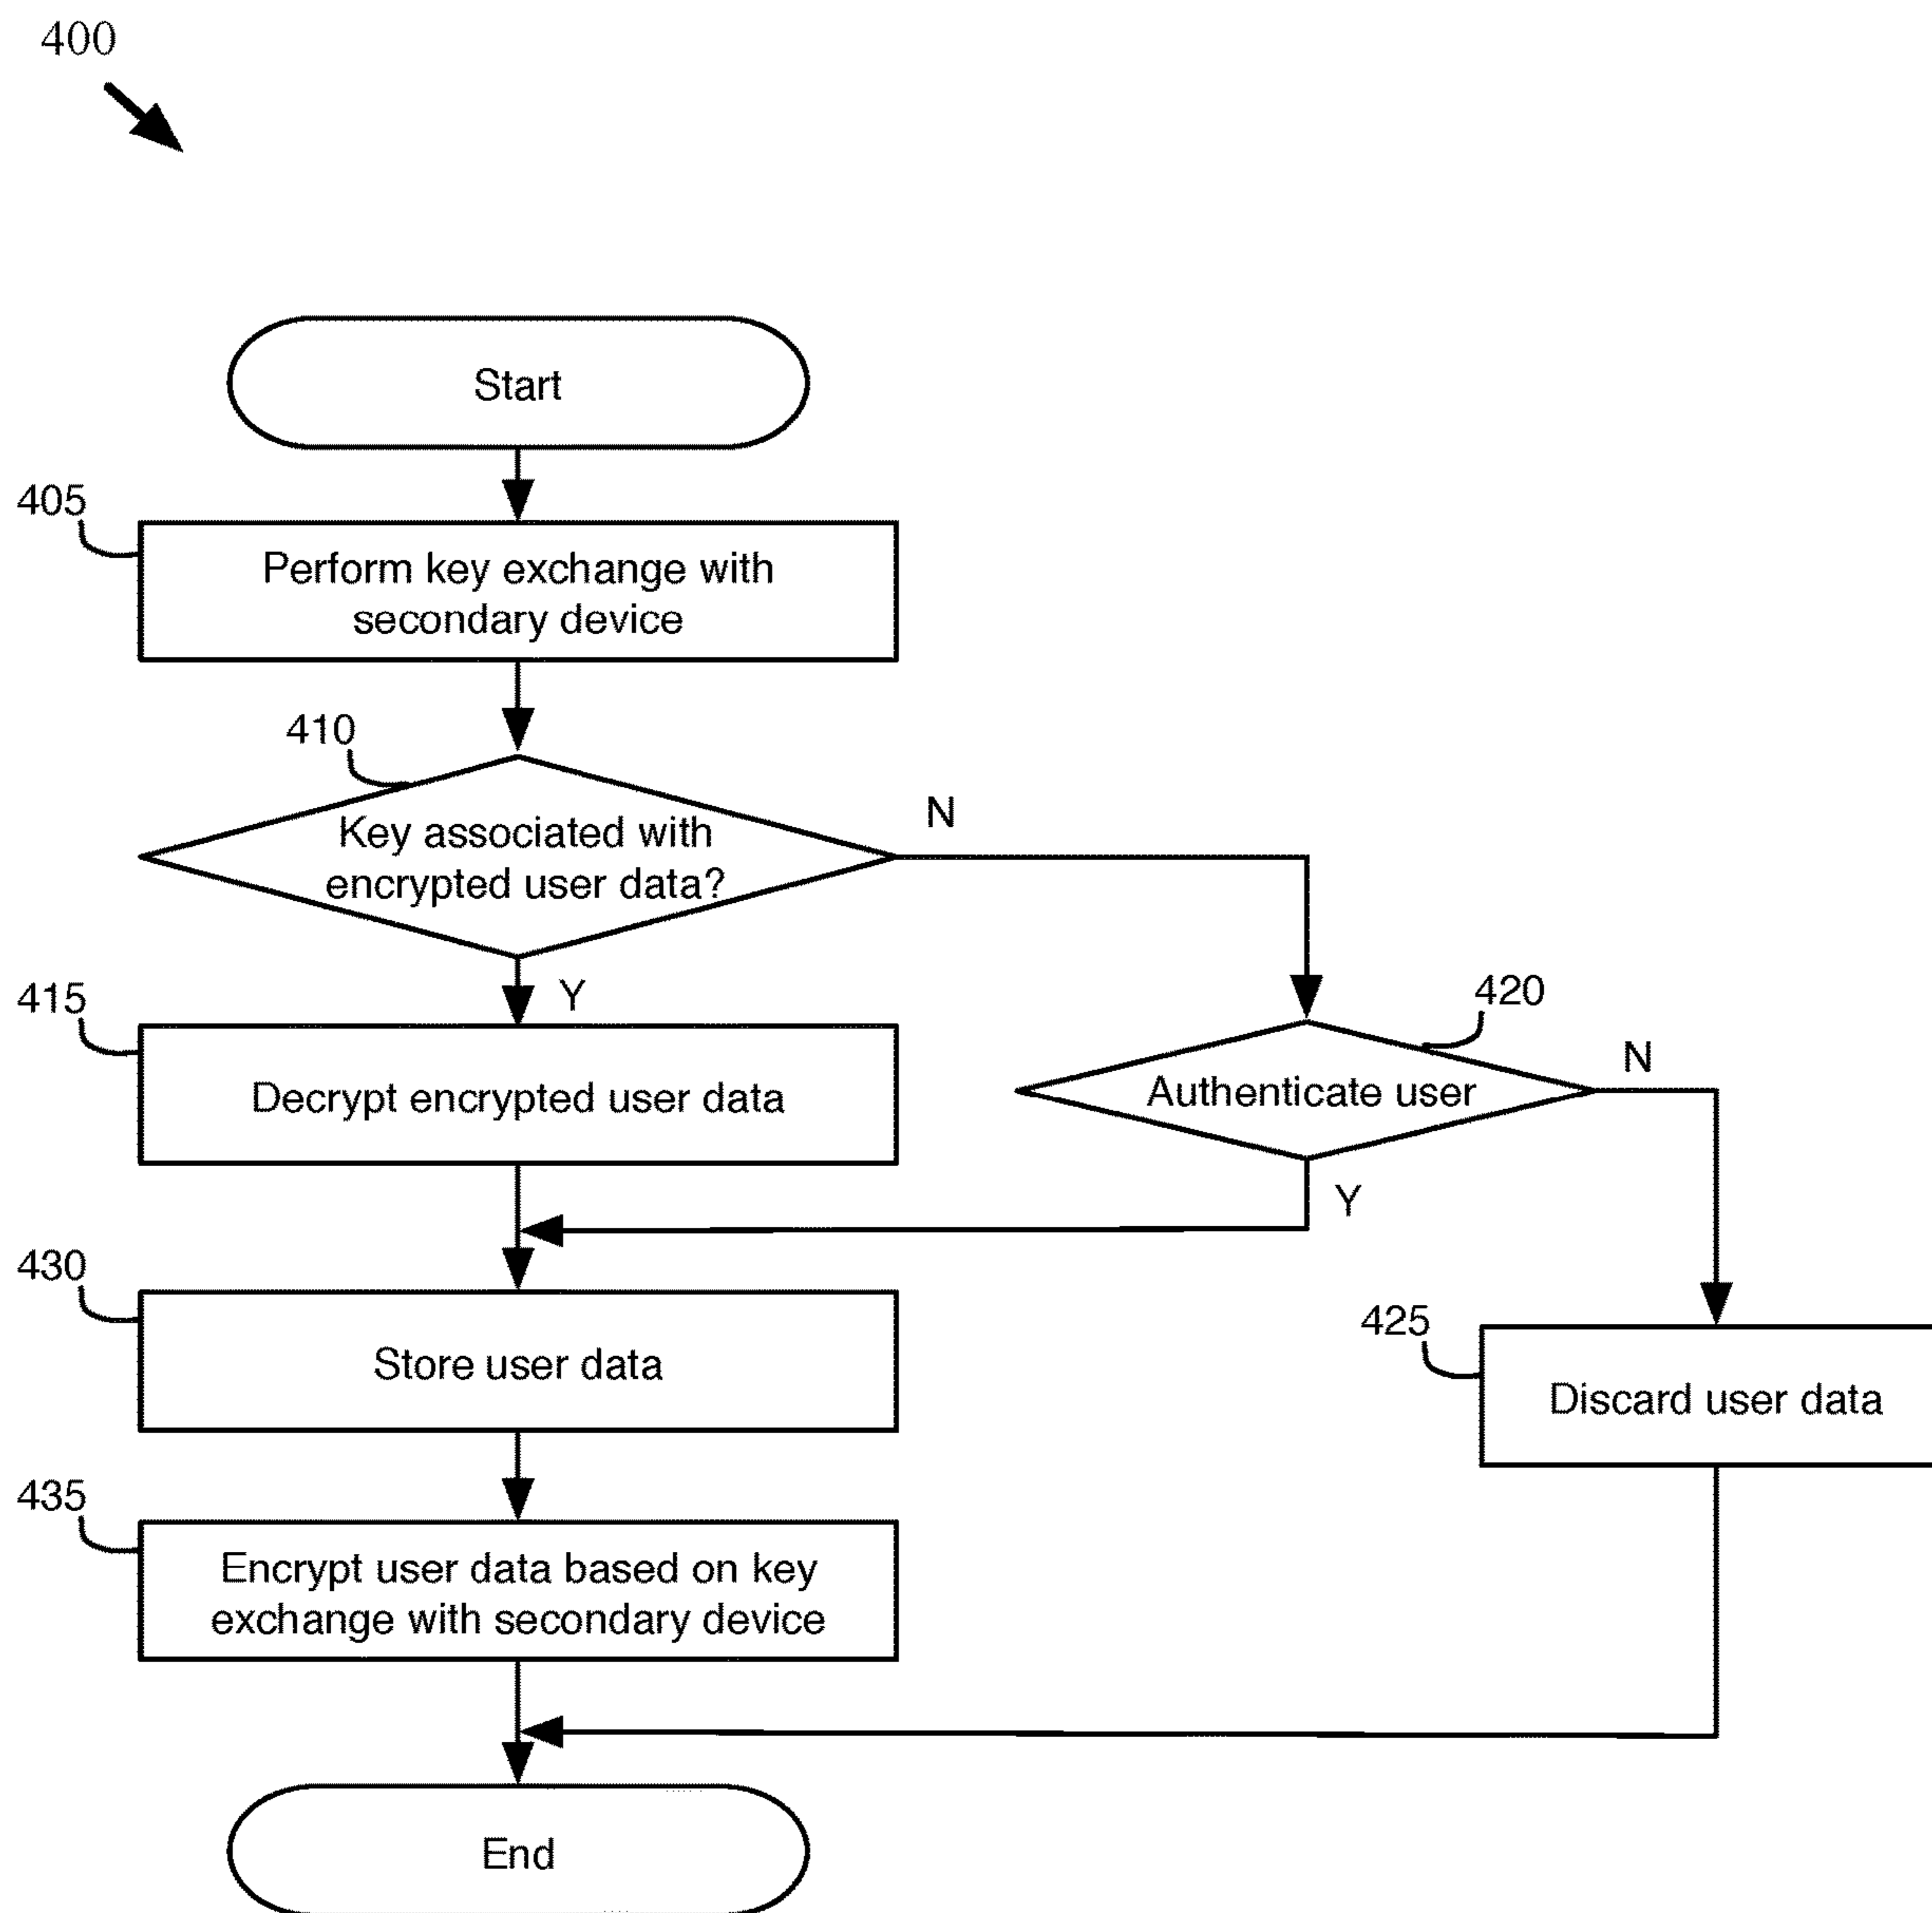 400
Start
405
Perform key exchange with
secondary device
410
Key associated with
encrypted user data?
N
Y
415
Decrypt encrypted user data
420
Authenticate user
N
Y
430
Store user data
425
Discard user data
435
Encrypt user data based on key
exchange with secondary device
End